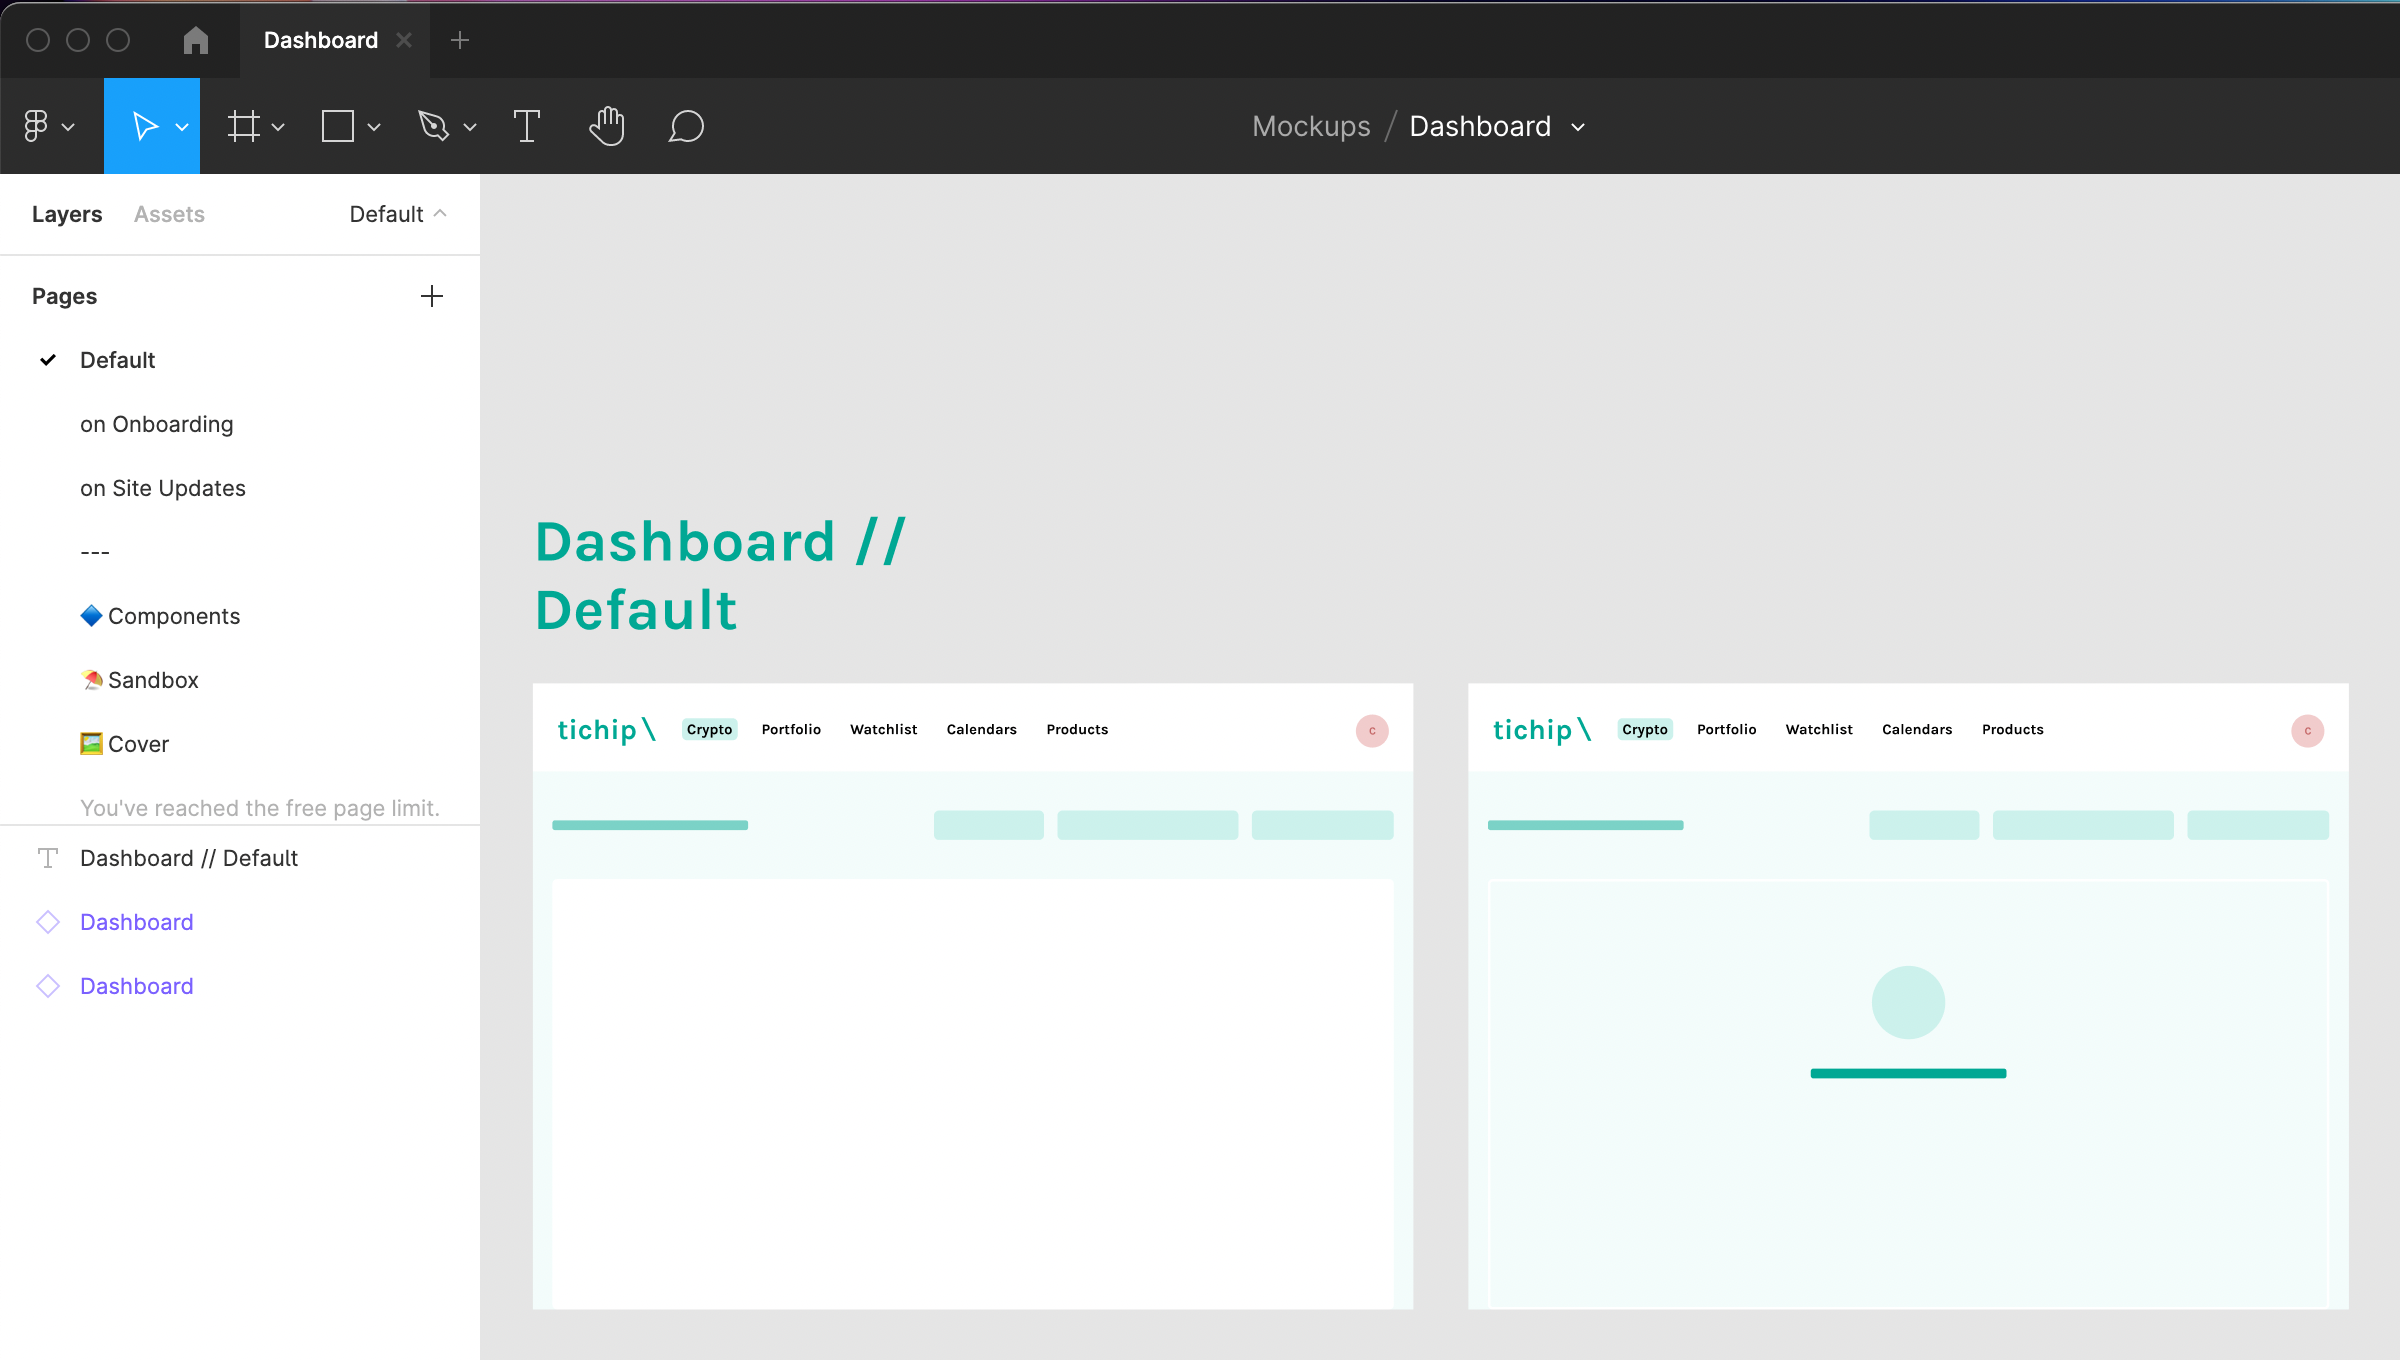 Dashboard
Mockups / Dashboard
Layers Assets Default
Pages
Default
on Onboarding
on Site Updates
---
Components
Sandbox
Cover
You've reached the free page limit.
Dashboard // Default
Dashboard
Dashboard
Dashboard //
Default
tichip\ Crypto Portfolio Watchlist Calendars Products C
tichip\ Crypto Portfolio Watchlist Calendars Products C